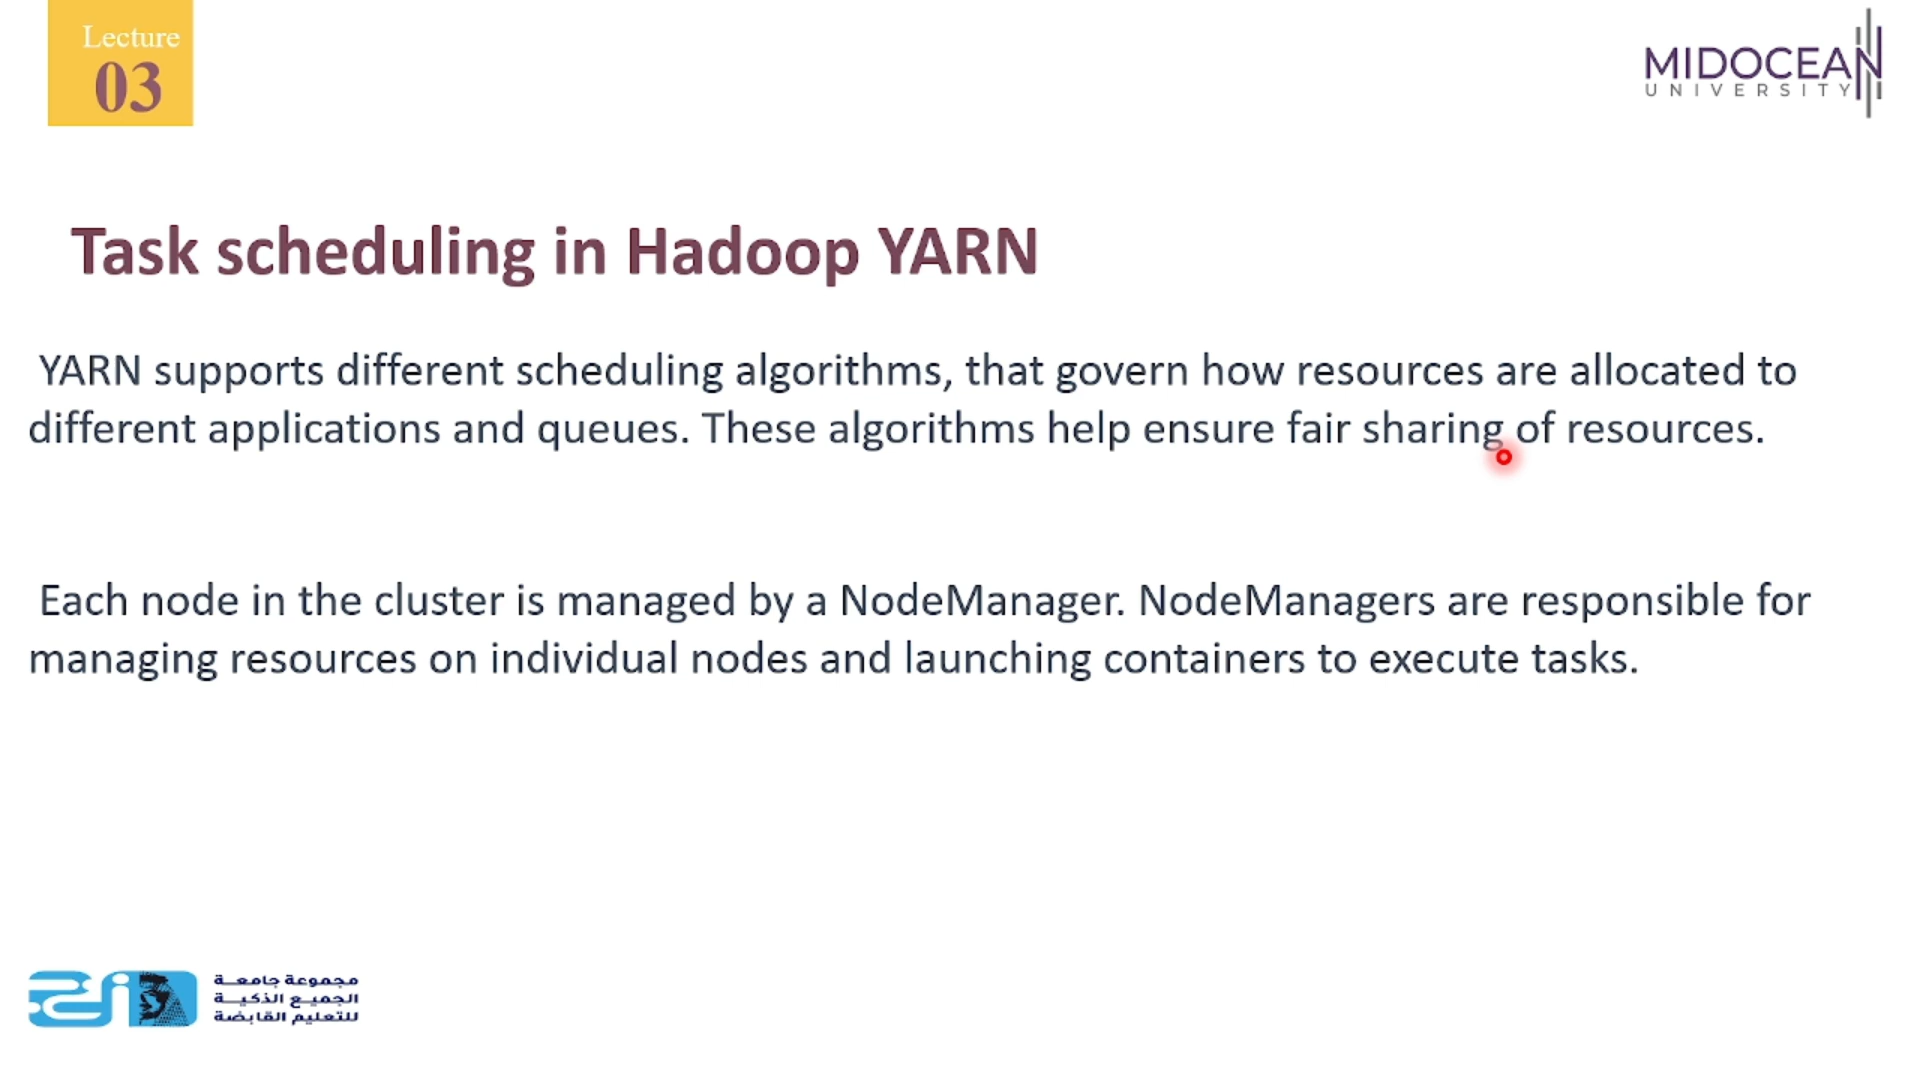 Lecture
03
MIDOCEAN
UNIVERSITY
Task scheduling in Hadoop YARN
YARN supports different scheduling algorithms, that govern how resources are allocated to
different applications and queues. These algorithms help ensure fair sharing of resources.
Each node in the cluster is managed by a NodeManager. NodeManagers are responsible for
managing resources on individual nodes and launching containers to execute tasks.
مجموعة جامعة
الجميع الذكية
للتعليم القابضة